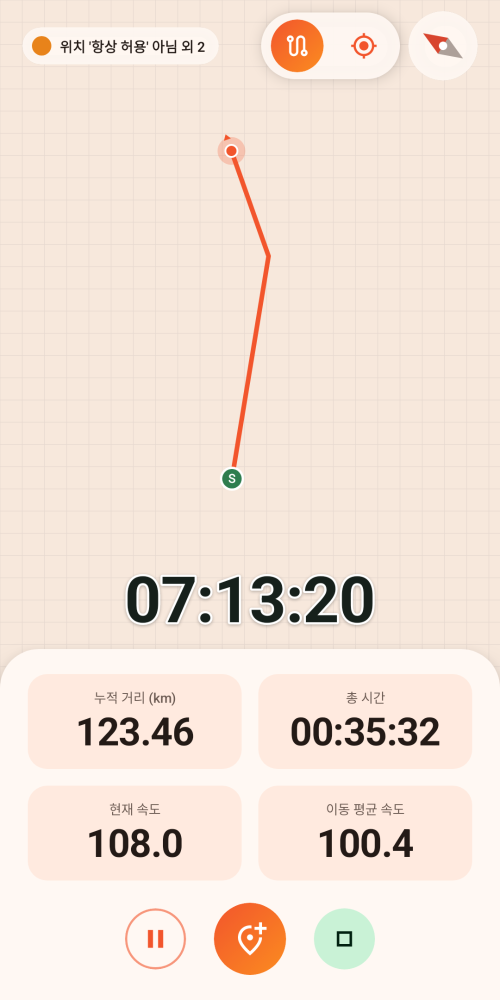 위치 '항상 허용' 아님 외 2
S
07:13:20
누적 거리 (km)
123.46
총 시간
00:35:32
현재 속도
108.0
이동 평균 속도
100.4